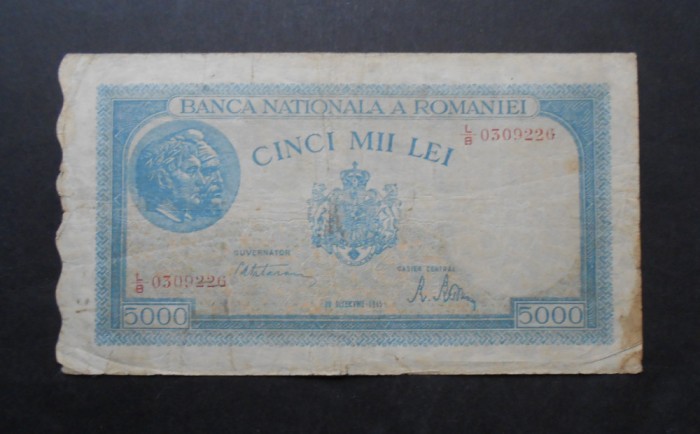 BANCA NATIONALA A ROMANIEI
L/8 0309226
CINCI MII LEI
GUVERNATOR
CASIER CENTRAL
L/8 0309226
5000
5000